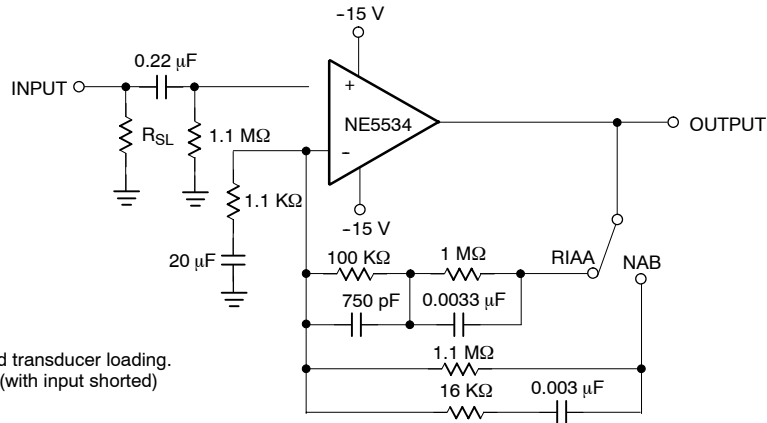 −15 V
0.22 μF
INPUT
+
NE5534
OUTPUT
RSL
1.1 MΩ
−
1.1 KΩ
−15 V
20 μF
100 KΩ
1 MΩ
RIAA
NAB
750 pF
0.0033 μF
d transducer loading.
(with input shorted)
1.1 MΩ
16 KΩ
0.003 μF